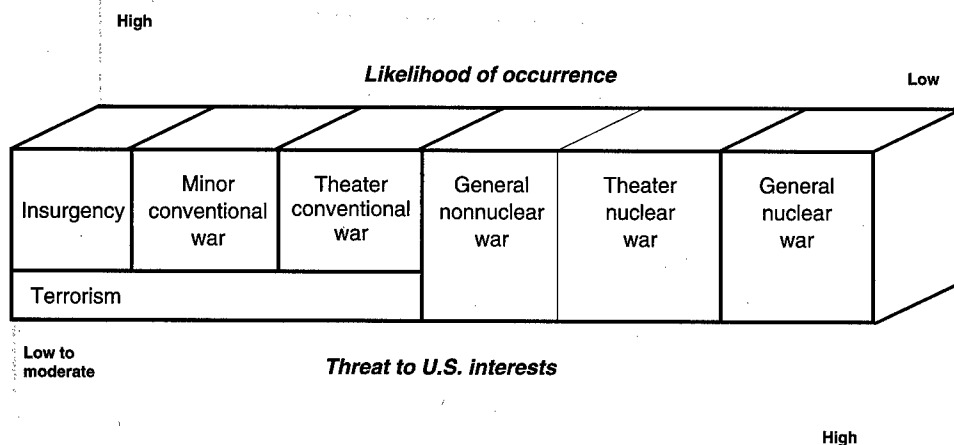 High
Likelihood of occurrence
Low
Insurgency
Minor
conventional
war
Theater
conventional
war
General
nonnuclear
war
Theater
nuclear
war
General
nuclear
war
Terrorism
Low to
moderate
Threat to U.S. interests
High